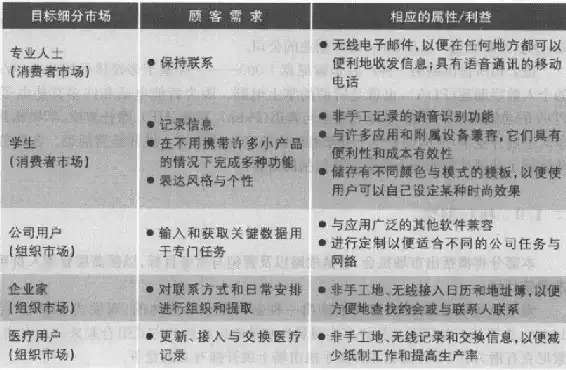 目标细分市场 顾客需求 相应的属性/利益
专业人士
(消费者市场)
● 保持联系
● 无线电子邮件，以便在任何地方都可以
便利地收发信息；具有语音通讯的移动
电话
学生
(消费者市场)
● 记录信息
● 在不用携带许多小产品
的情况下完成多种功能
● 表达风格与个性
● 非手工记录的语音识别功能
● 与许多应用和附属设备兼容，它们具有
便利性和成本有效性
● 储存有不同颜色与模式的模板，以便使
用户可以自己设定某种时尚效果
公司用户
(组织市场)
● 输入和获取关键数据用
于专门任务
● 与应用广泛的其他软件兼容
● 进行定制以便适合不同的公司任务与
网络
企业家
(组织市场)
● 对联系方式和日常安排
进行组织和提取
● 非手工地、无线接入日历和地址簿，以便
方便地查找约会或与联系人联系
医疗用户
(组织市场)
● 更新、接入与交换医疗
记录
● 非手工地、无线记录和交换信息，以便减
少纸制工作和提高生产率